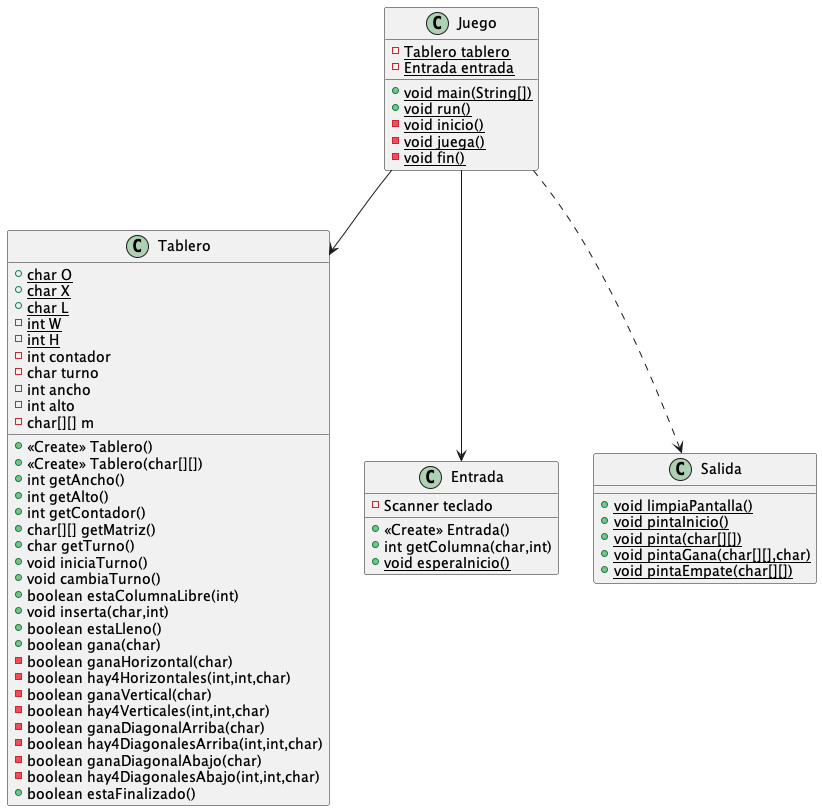 C Juego
Tablero tablero
Entrada entrada
void main(String[])
void run()
void inicio()
void juega()
void fin()
C Tablero
char O
char X
char L
int W
int H
int contador
char turno
int ancho
int alto
char[][] m
«Create» Tablero()
«Create» Tablero(char[][])
int getAncho()
int getAlto()
int getContador()
char[][] getMatriz()
char getTurno()
void iniciaTurno()
void cambiaTurno()
boolean estaColumnaLibre(int)
void inserta(char,int)
boolean estaLleno()
boolean gana(char)
boolean ganaHorizontal(char)
boolean hay4Horizontales(int,int,char)
boolean ganaVertical(char)
boolean hay4Verticales(int,int,char)
boolean ganaDiagonalArriba(char)
boolean hay4DiagonalesArriba(int,int,char)
boolean ganaDiagonalAbajo(char)
boolean hay4DiagonalesAbajo(int,int,char)
boolean estaFinalizado()
C Entrada
Scanner teclado
«Create» Entrada()
int getColumna(char,int)
void esperaInicio()
C Salida
void limpiaPantalla()
void pintaInicio()
void pinta(char[][])
void pintaGana(char[][],char)
void pintaEmpate(char[][])